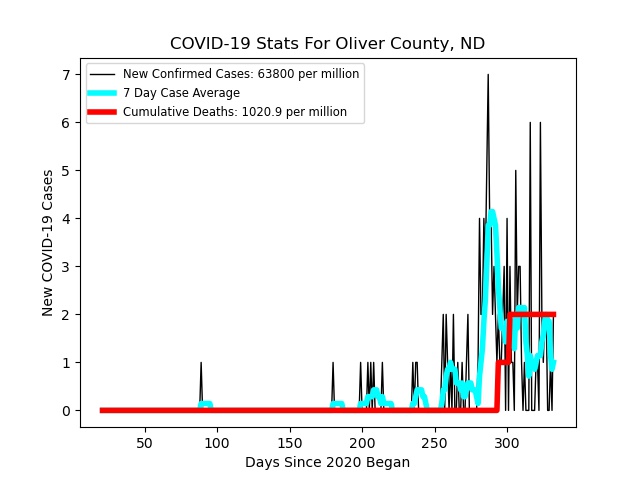 COVID-19 Stats For Oliver County, ND
New Confirmed Cases: 63800 per million
7 Day Case Average
Cumulative Deaths: 1020.9 per million
New COVID-19 Cases
7
6
5
4
3
2
1
0
50 100 150 200 250 300
Days Since 2020 Began